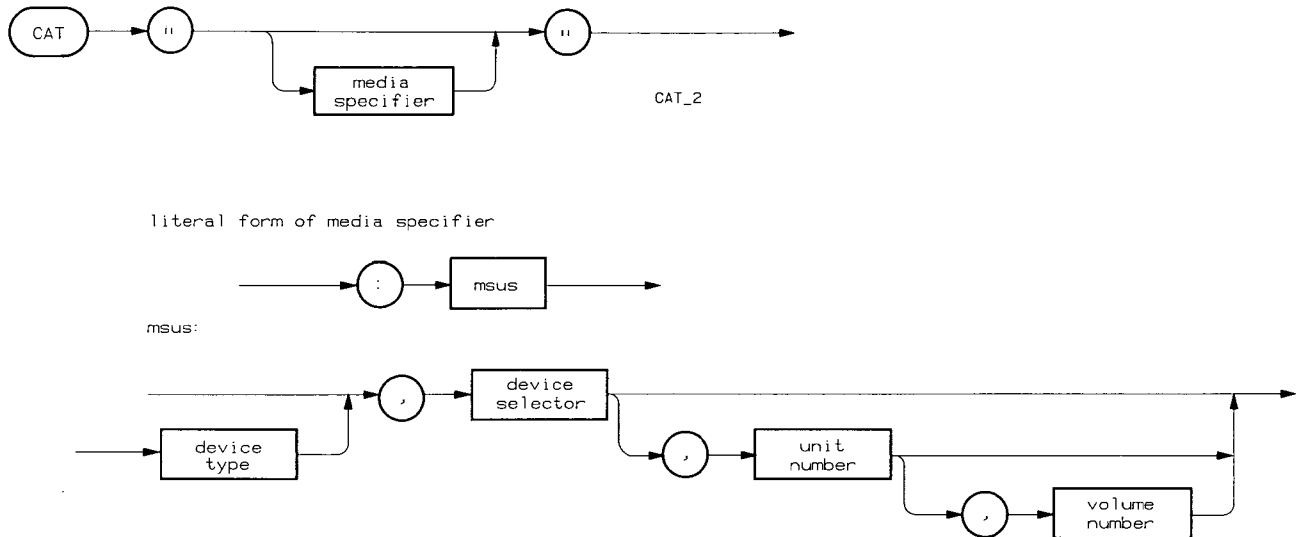 CAT
"
"
media
specifier
CAT_2
literal form of media specifier
:
msus
msus:
,
device
selector
device
type
,
unit
number
,
volume
number